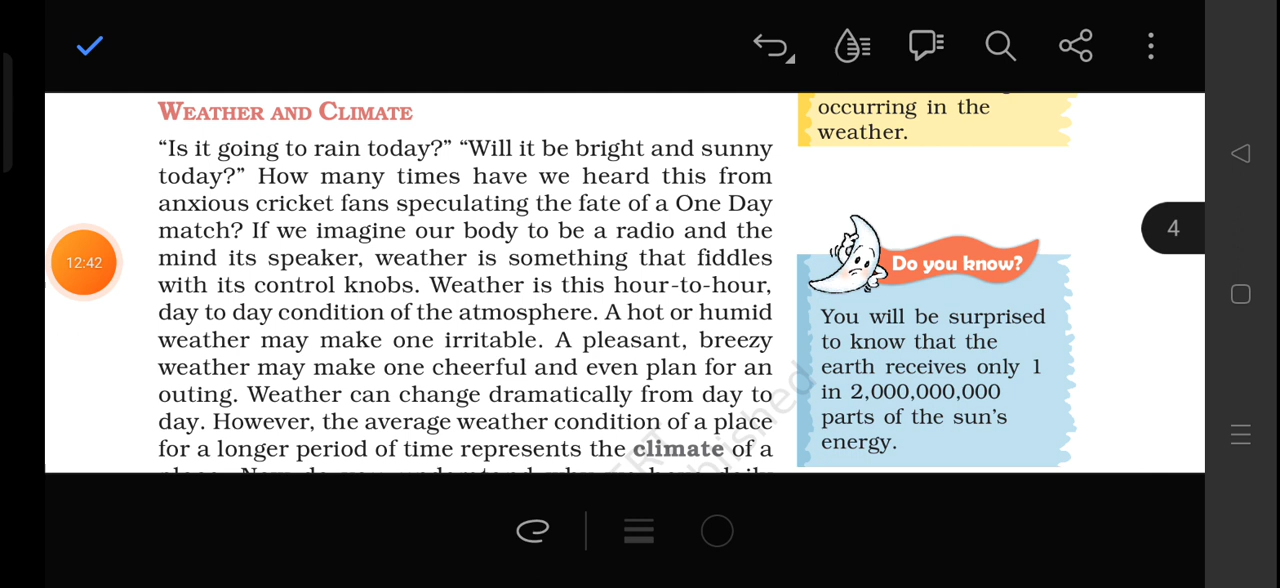 WEATHER AND CLIMATE
“Is it going to rain today?” “Will it be bright and sunny
today?” How many times have we heard this from
anxious cricket fans speculating the fate of a One Day
match? If we imagine our body to be a radio and the
mind its speaker, weather is something that fiddles
with its control knobs. Weather is this hour-to-hour,
day to day condition of the atmosphere. A hot or humid
weather may make one irritable. A pleasant, breezy
weather may make one cheerful and even plan for an
outing. Weather can change dramatically from day to
day. However, the average weather condition of a place
for a longer period of time represents the climate of a
occurring in the
weather.
Do you know?
You will be surprised
to know that the
earth receives only 1
in 2,000,000,000
parts of the sun’s
energy.
12:42
4